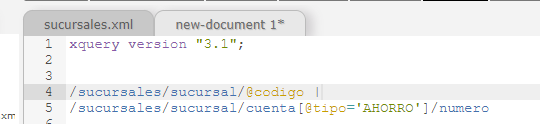 sucursales.xml new-document 1*
1 xquery version "3.1";
2
3
4 /sucursales/sucursal/@codigo |
5 /sucursales/sucursal/cuenta[@tipo='AHORRO']/numero
xm